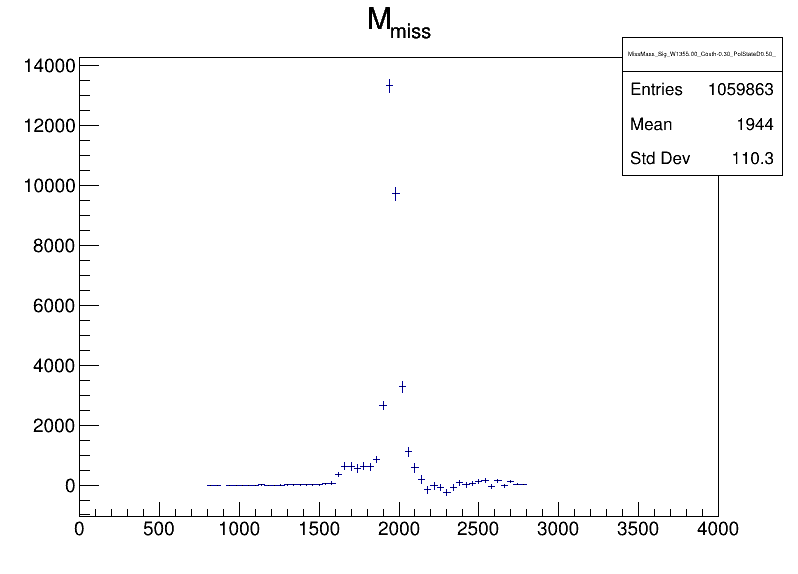 M_miss
MissMass_Sig_W1355.00_Costh-0.30_PolStateD0.50_
Entries 1059863
Mean 1944
Std Dev 110.3
14000
12000
10000
8000
6000
4000
2000
0
0 500 1000 1500 2000 2500 3000 3500 4000